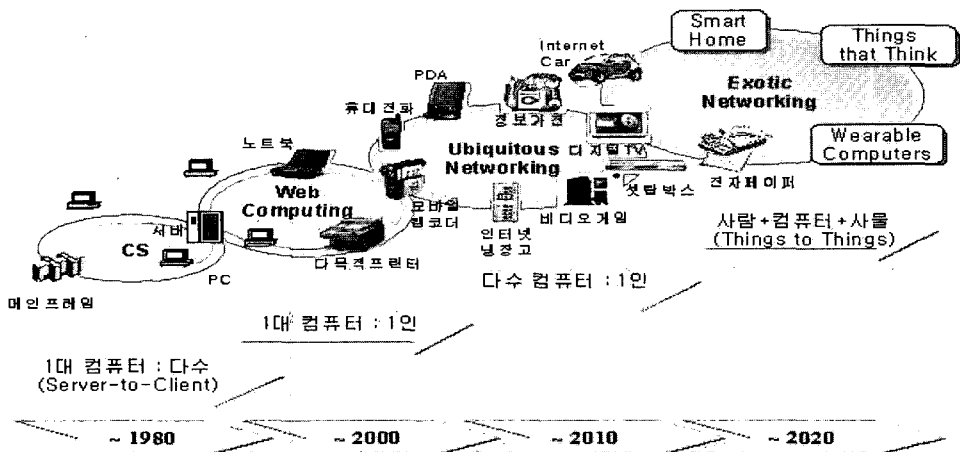 Smart
Home
Things
that Think
Internet
Car
Exotic
Networking
PDA
휴대전화
정보가전
Wearable
Computers
노트북
Ubiquitous
Networking
디지털TV
Web
Computing
모바일
캠코더
셋탑박스
전자페이퍼
서버
CS
PC
다목적프린터
인터넷
냉장고
비디오게임
메인프레임
사람+컴퓨터+사물
(Things to Things)
다수 컴퓨터 : 1인
1대 컴퓨터 : 1인
1대 컴퓨터 : 다수
(Server-to-Client)
~ 1980
~ 2000
~ 2010
~ 2020